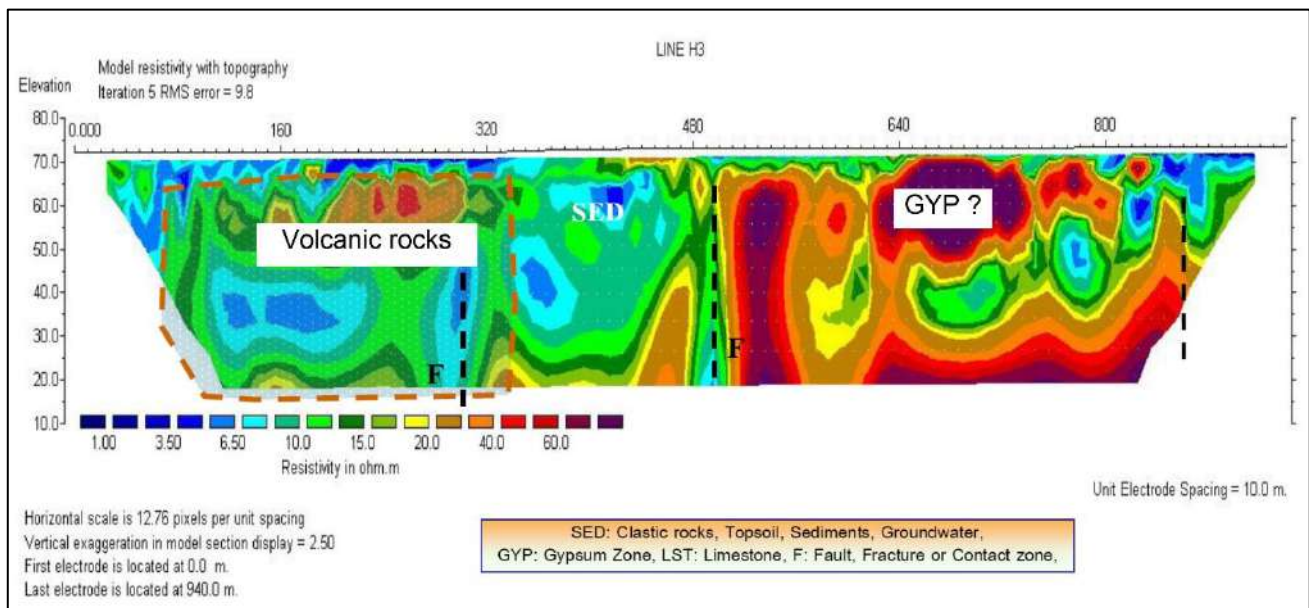 LINE H3
Model resistivity with topography
Elevation
Iteration 5 RMS error = 9.8
80.0
0.000 160 320 480 640 800
70.0
60.0
SED
GYP ?
50.0
Volcanic rocks
40.0
30.0
F
F
20.0
10.0
1.00 3.50 6.50 10.0 15.0 20.0 40.0 60.0
Resistivity in ohm.m
Unit Electrode Spacing = 10.0 m.
Horizontal scale is 12.76 pixels per unit spacing
Vertical exaggeration in model section display = 2.50
First electrode is located at 0.0 m.
Last electrode is located at 940.0 m.
SED: Clastic rocks, Topsoil, Sediments, Groundwater,
GYP: Gypsum Zone, LST: Limestone, F: Fault, Fracture or Contact zone,